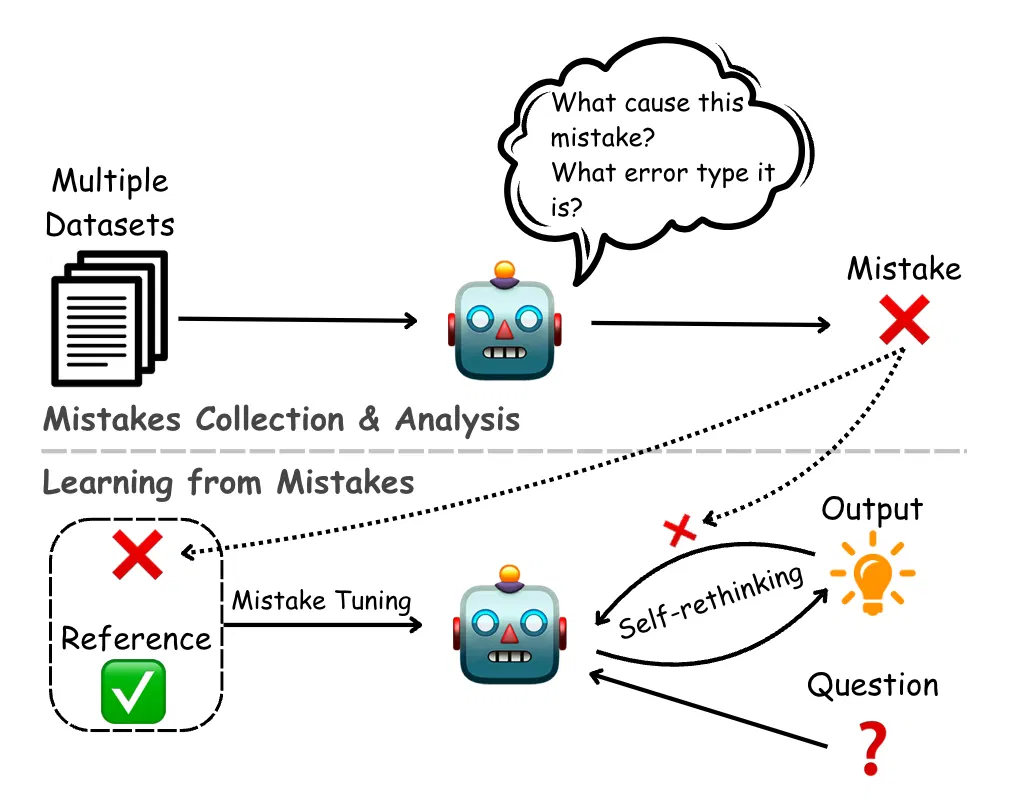 What cause this
mistake?
What error type it
is?
Multiple
Datasets
Mistake
Mistakes Collection & Analysis
Learning from Mistakes
Output
Self-rethinking
Mistake Tuning
Reference
Question
?